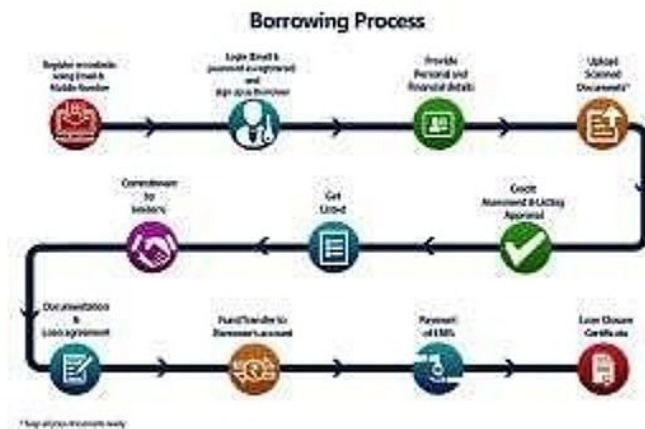 Borrowing Process
Register on website
using Email &
Mobile Number
Login (Email &
password as registered)
and
sign up as Borrower
Provide
Personal and
Financial details
Upload
Scanned
Documents*
Commitment
by
lenders
Get
Listed
Credit
Assessment & Listing
Approval
Documentation
&
Loan agreement
Fund Transfer to
Borrower's account
Payment
of EMIs
Loan Closure
Certificate